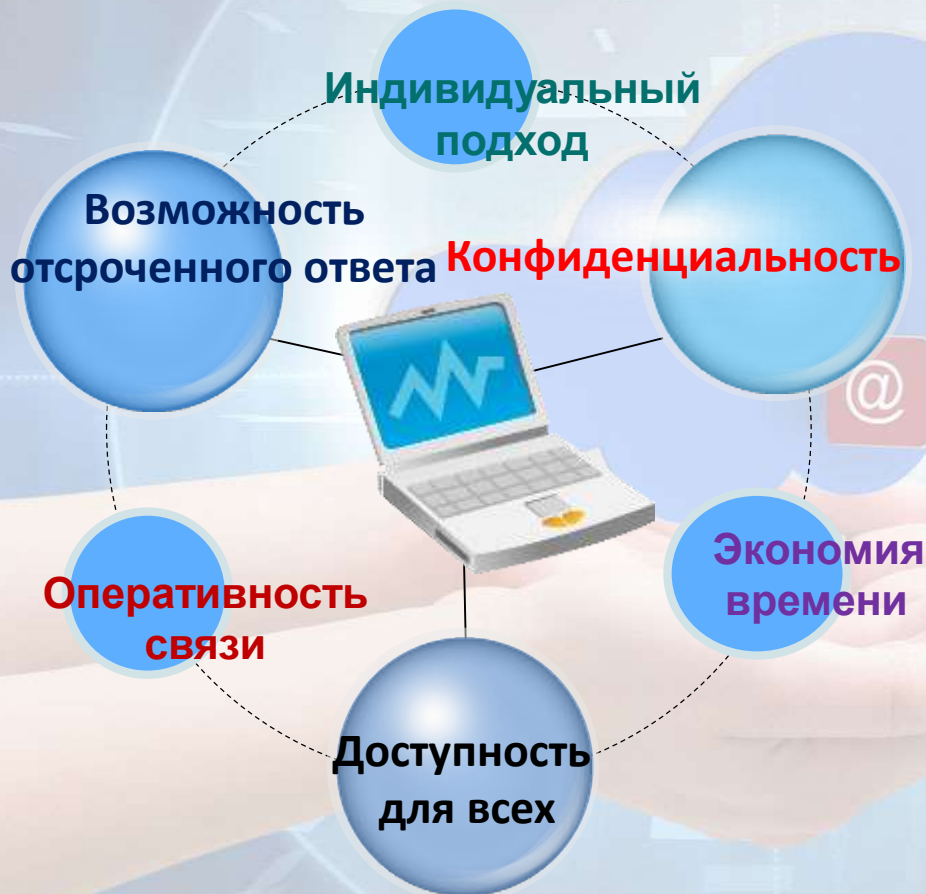 Индивидуальный
подход
Возможность
отсроченного ответа
Конфиденциальность
@
Экономия
времени
Оперативность
связи
Доступность
для всех